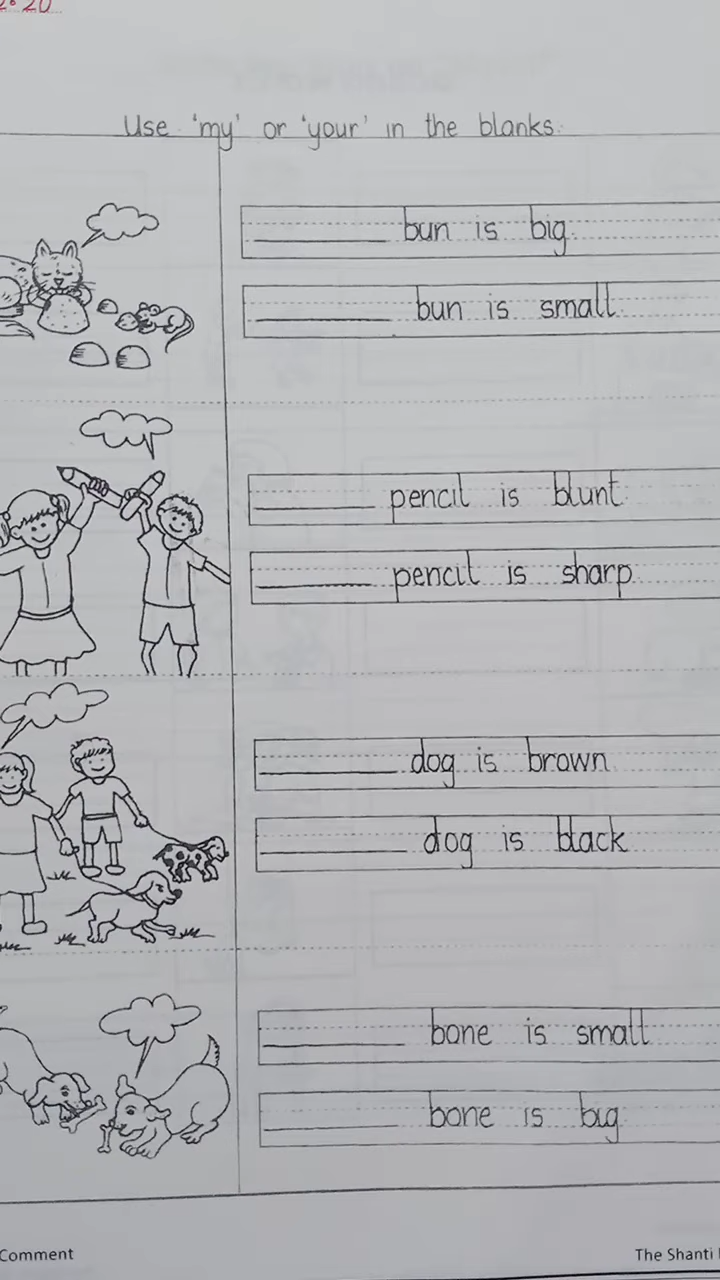 Use 'my' or 'your' in the blanks.
bun is big.
bun is small.
pencil is blunt.
pencil is sharp.
dog is brown
dog is black.
bone is small
bone is big.
Comment
The Shanti